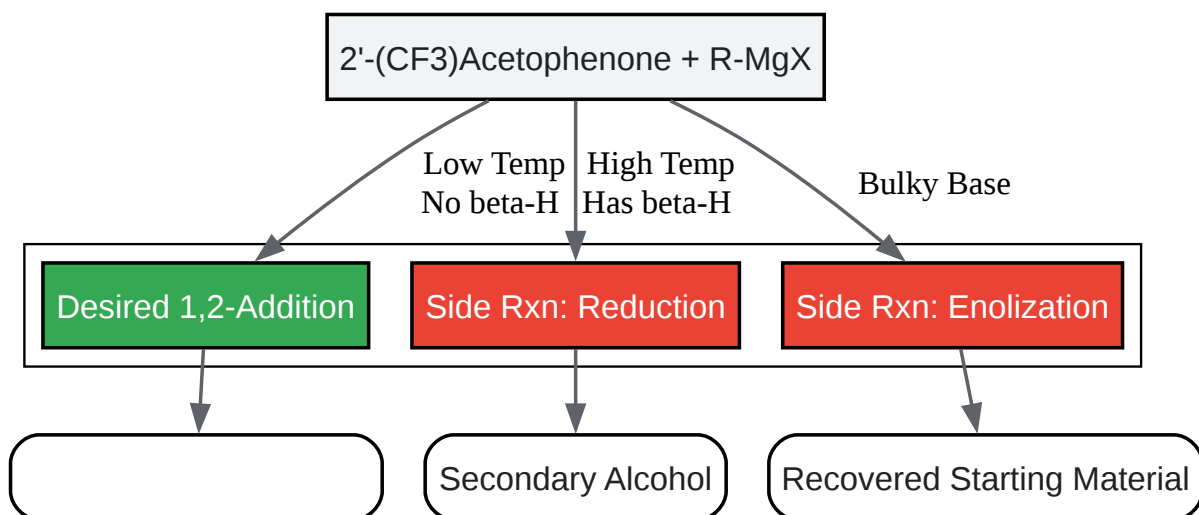 2'-(CF3)Acetophenone + R-MgX
Low Temp
No beta-H
High Temp
Has beta-H
Bulky Base
Desired 1,2-Addition
Side Rxn: Reduction
Side Rxn: Enolization
Secondary Alcohol
Recovered Starting Material